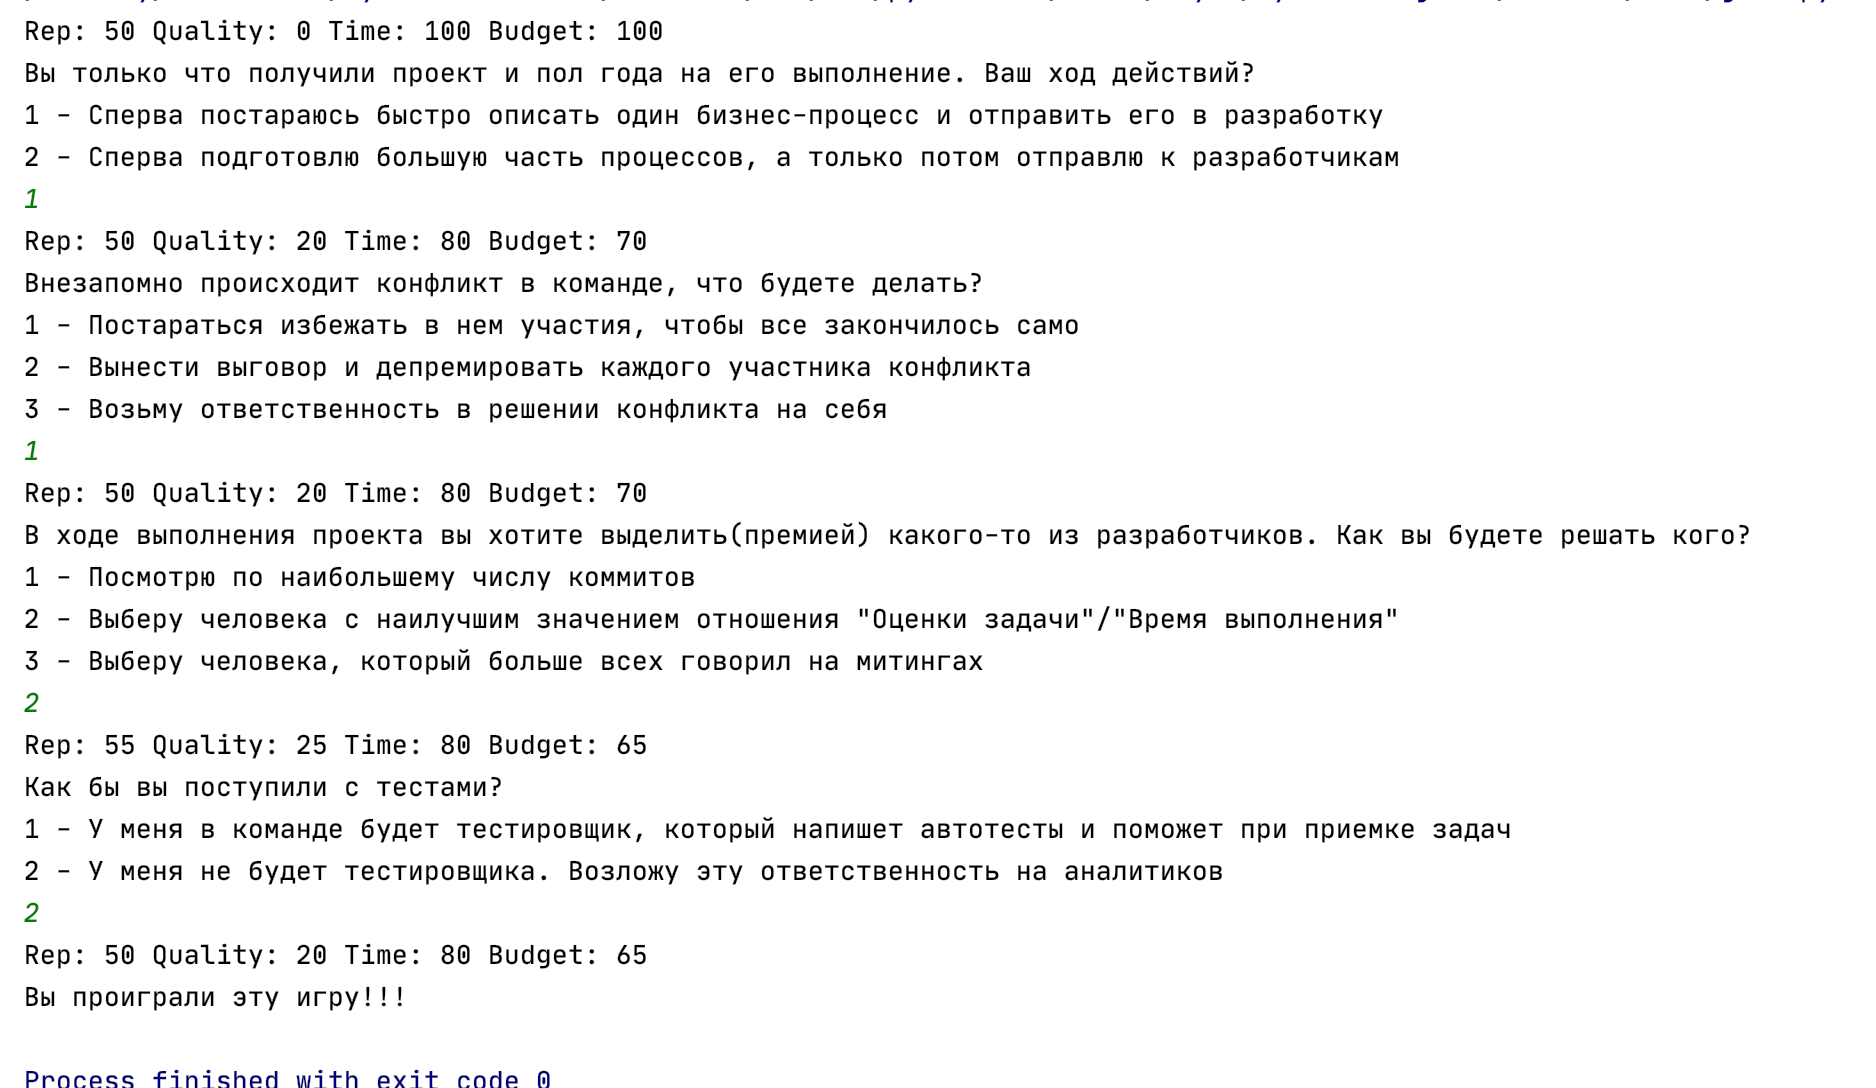 Rep: 50 Quality: 0 Time: 100 Budget: 100
Вы только что получили проект и пол года на его выполнение. Ваш ход действий?
1 – Сперва постараюсь быстро описать один бизнес-процесс и отправить его в разработку
2 – Сперва подготовлю большую часть процессов, а только потом отправлю к разработчикам
1
Rep: 50 Quality: 20 Time: 80 Budget: 70
Внезапомно происходит конфликт в команде, что будете делать?
1 – Постараться избежать в нем участия, чтобы все закончилось само
2 – Вынести выговор и депремировать каждого участника конфликта
3 – Возьму ответственность в решении конфликта на себя
1
Rep: 50 Quality: 20 Time: 80 Budget: 70
В ходе выполнения проекта вы хотите выделить(премией) какого-то из разработчиков. Как вы будете решать кого?
1 – Посмотрю по наибольшему числу коммитов
2 – Выберу человека с наилучшим значением отношения "Оценки задачи"/"Время выполнения"
3 – Выберу человека, который больше всех говорил на митингах
2
Rep: 55 Quality: 25 Time: 80 Budget: 65
Как бы вы поступили с тестами?
1 – У меня в команде будет тестировщик, который напишет автотесты и поможет при приемке задач
2 – У меня не будет тестировщика. Возложу эту ответственность на аналитиков
2
Rep: 50 Quality: 20 Time: 80 Budget: 65
Вы проиграли эту игру!!!
Process finished with exit code 0